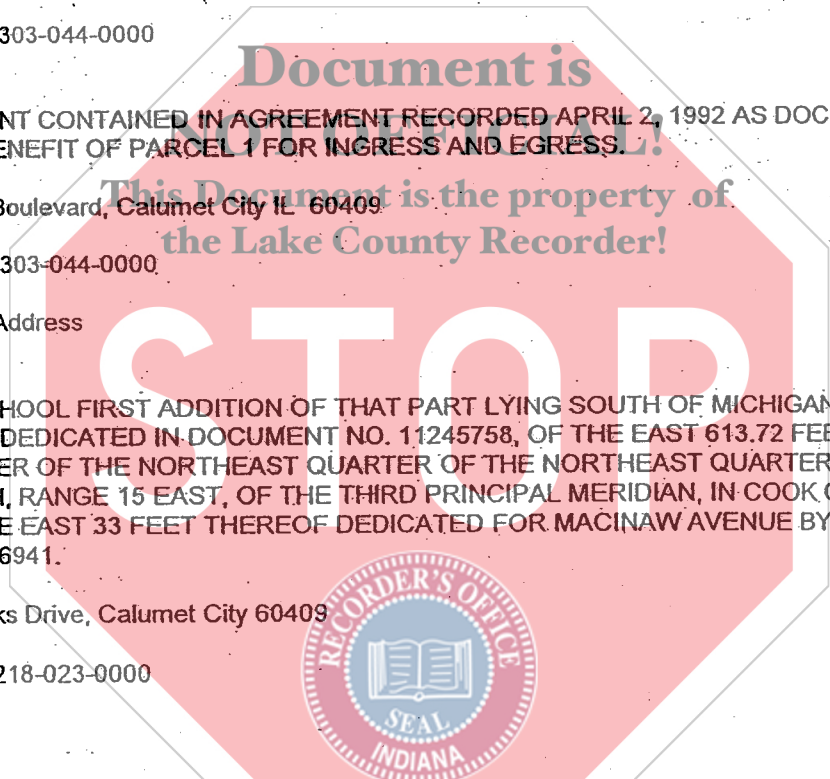 303-044-0000
Document is
NT CONTAINED IN AGREEMENT RECORDED APRIL 2, 1992 AS DOC
NOT OFFICIAL!
ENEFIT OF PARCEL 1 FOR INGRESS AND EGRESS.
This Document is the property of
Boulevard, Calumet City IL 60409
the Lake County Recorder!
303-044-0000
Address
STOP
HOOL FIRST ADDITION OF THAT PART LYING SOUTH OF MICHIGAN
DEDICATED IN DOCUMENT NO. 11245758, OF THE EAST 613.72 FEE
ER OF THE NORTHEAST QUARTER OF THE NORTHEAST QUARTER
, RANGE 15 EAST, OF THE THIRD PRINCIPAL MERIDIAN, IN COOK
E EAST 33 FEET THEREOF DEDICATED FOR MACINAW AVENUE BY
6941.
RECORDER'S OFFICE
ks Drive, Calumet City 60409
218-023-0000
SEAL
INDIANA